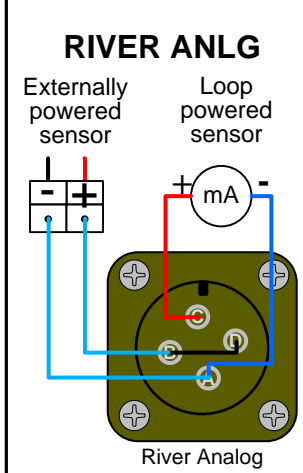 RIVER ANLG
Externally powered sensor
Loop powered sensor
- +
+ mA -
C
D
B
A
River Analog